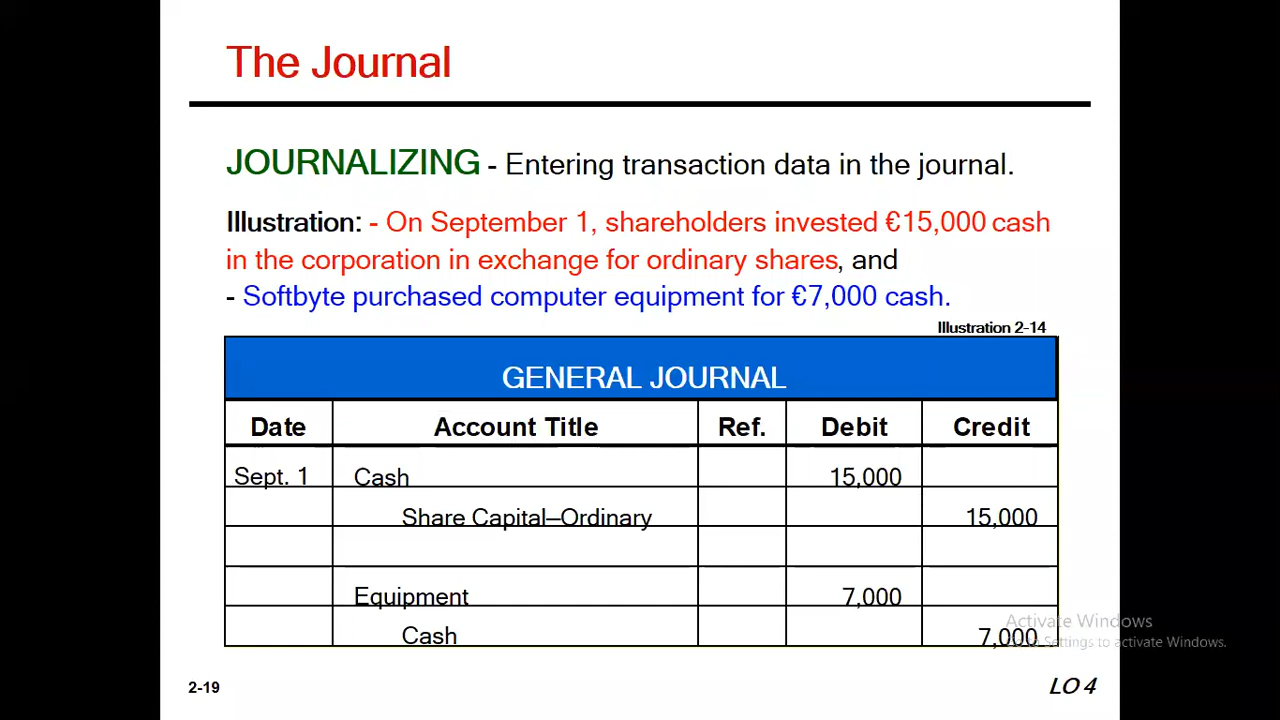 The Journal
JOURNALIZING - Entering transaction data in the journal.
Illustration: - On September 1, shareholders invested €15,000 cash
in the corporation in exchange for ordinary shares, and
- Softbyte purchased computer equipment for €7,000 cash.
Illustration 2-14
GENERAL JOURNAL
Date Account Title Ref. Debit Credit
Sept. 1 Cash 15,000
Share Capital—Ordinary 15,000
Equipment 7,000
Cash 7,000
Activate Windows
Go to Settings to activate Windows.
2-19 LO 4